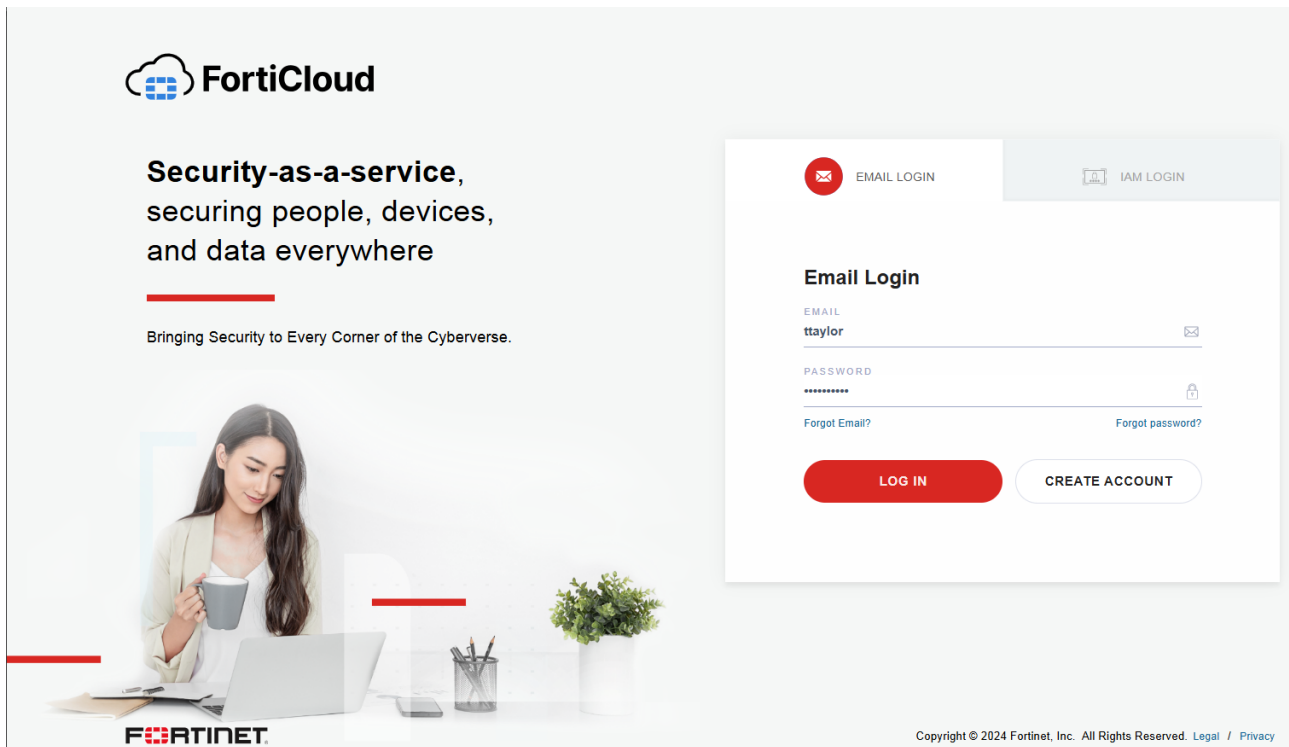 FortiCloud
Security-as-a-service,
securing people, devices,
and data everywhere
Bringing Security to Every Corner of the Cyberverse.
EMAIL LOGIN
IAM LOGIN
Email Login
EMAIL
ttaylor
PASSWORD
••••••••••
Forgot Email?
Forgot password?
LOG IN
CREATE ACCOUNT
FORTINET
Copyright © 2024 Fortinet, Inc. All Rights Reserved. Legal / Privacy